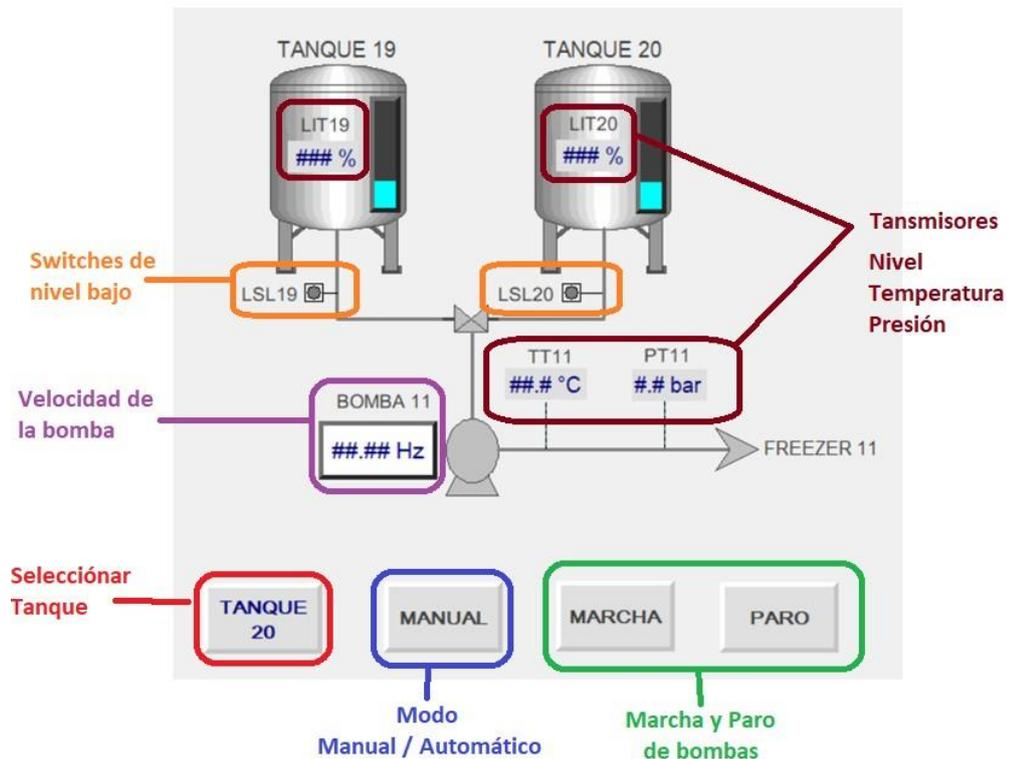 TANQUE 19
TANQUE 20
LIT19
### %
LIT20
### %
Tansmisores
Nivel
Temperatura
Presión
Switches de
nivel bajo
LSL19
LSL20
TT11
##.# °C
PT11
#.# bar
Velocidad de
la bomba
BOMBA 11
##.## Hz
FREEZER 11
Selecciónar
Tanque
TANQUE
20
MANUAL
MARCHA
PARO
Modo
Manual / Automático
Marcha y Paro
de bombas